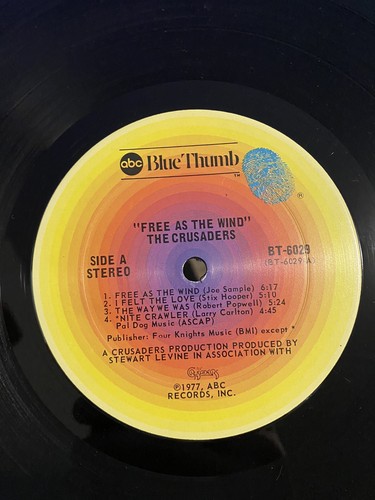 abc Blue Thumb
TM
®
"FREE AS THE WIND"
THE CRUSADERS
SIDE A
STEREO
BT-6029
(BT-6029 A)
1. FREE AS THE WIND (Joe Sample) 6:17
2. I FELT THE LOVE (Stix Hooper) 5:10
3. THE WAY WE WAS (Robert Popwell) 5:24
4. *NITE CRAWLER (Larry Carlton) 4:45
Pal Dog Music (ASCAP)
Publisher: Four Knights Music (BMI) except *
A CRUSADERS PRODUCTION PRODUCED BY
STEWART LEVINE IN ASSOCIATION WITH
Crusaders
℗1977, ABC
RECORDS, INC.